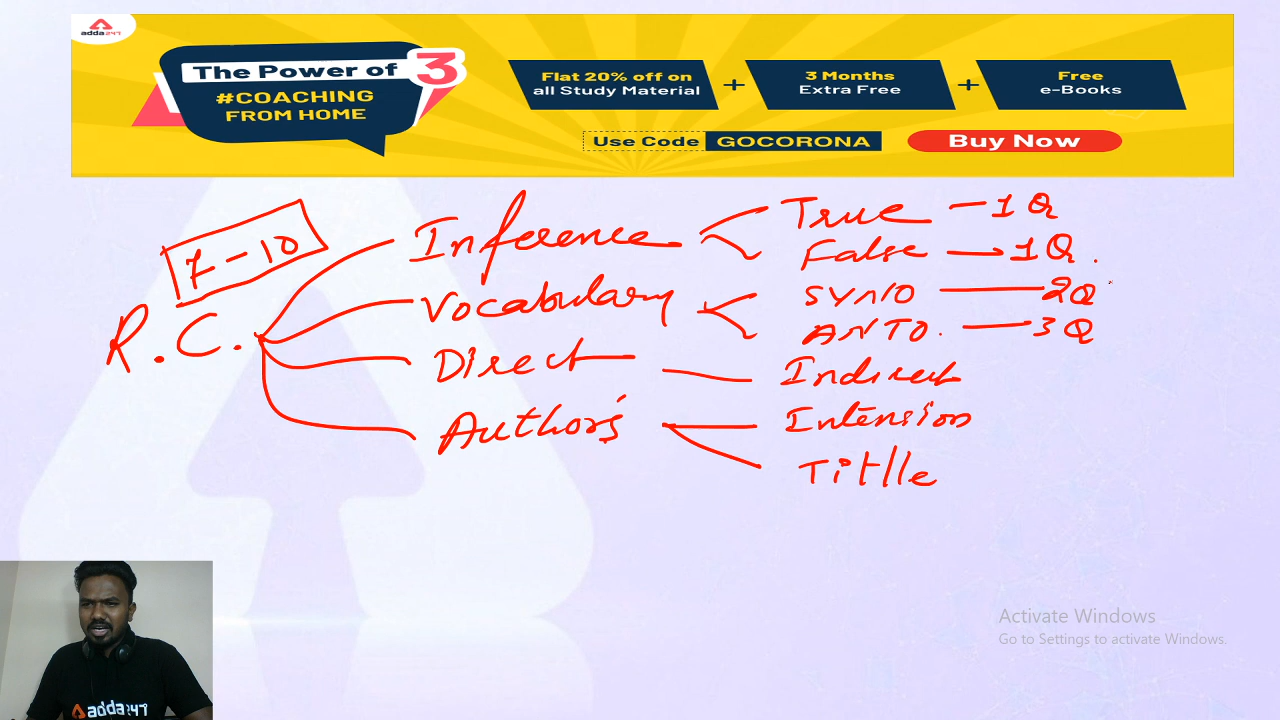 adda247
The Power of 3
#COACHING
FROM HOME
Flat 20% off on
all Study Material
+
3 Months
Extra Free
+
Free
e-Books
Use Code GOCORONA
Buy Now
7-10
R.C.
Inference
True - 1Q
False - 1Q.
Vocabulary
SYNO - 2Q
ANTO. - 3Q
Direct - Indirect
Author's
Intension
Titlle
Activate Windows
Go to Settings to activate Windows.
adda247